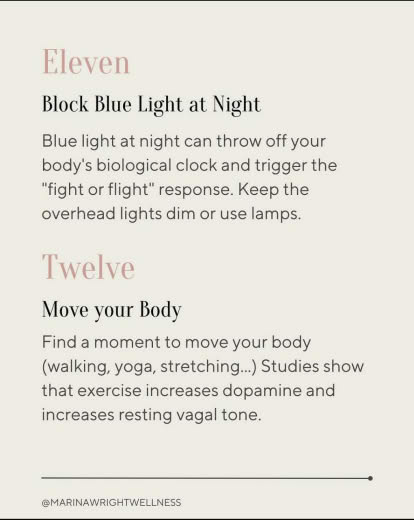 Eleven
Block Blue Light at Night
Blue light at night can throw off your
body's biological clock and trigger the
"fight or flight" response. Keep the
overhead lights dim or use lamps.
Twelve
Move your Body
Find a moment to move your body
(walking, yoga, stretching...) Studies show
that exercise increases dopamine and
increases resting vagal tone.
@MARINAWRIGHTWELLNESS